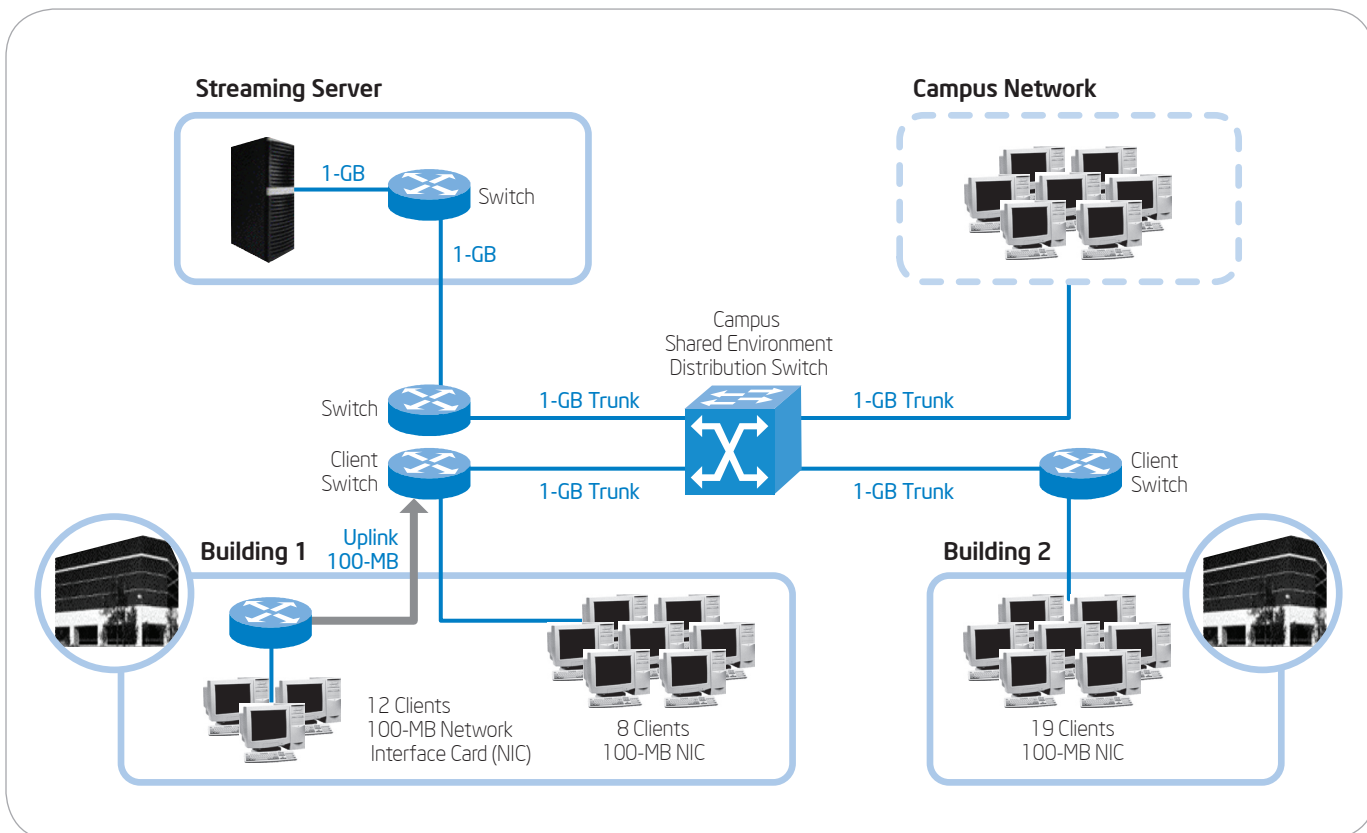 Streaming Server
Campus Network
1-GB
Switch
1-GB
Campus
Shared Environment
Distribution Switch
Switch
1-GB Trunk
1-GB Trunk
Client
Switch
1-GB Trunk
1-GB Trunk
Client
Switch
Building 1
Uplink
100-MB
Building 2
12 Clients
100-MB Network
Interface Card (NIC)
8 Clients
100-MB NIC
19 Clients
100-MB NIC